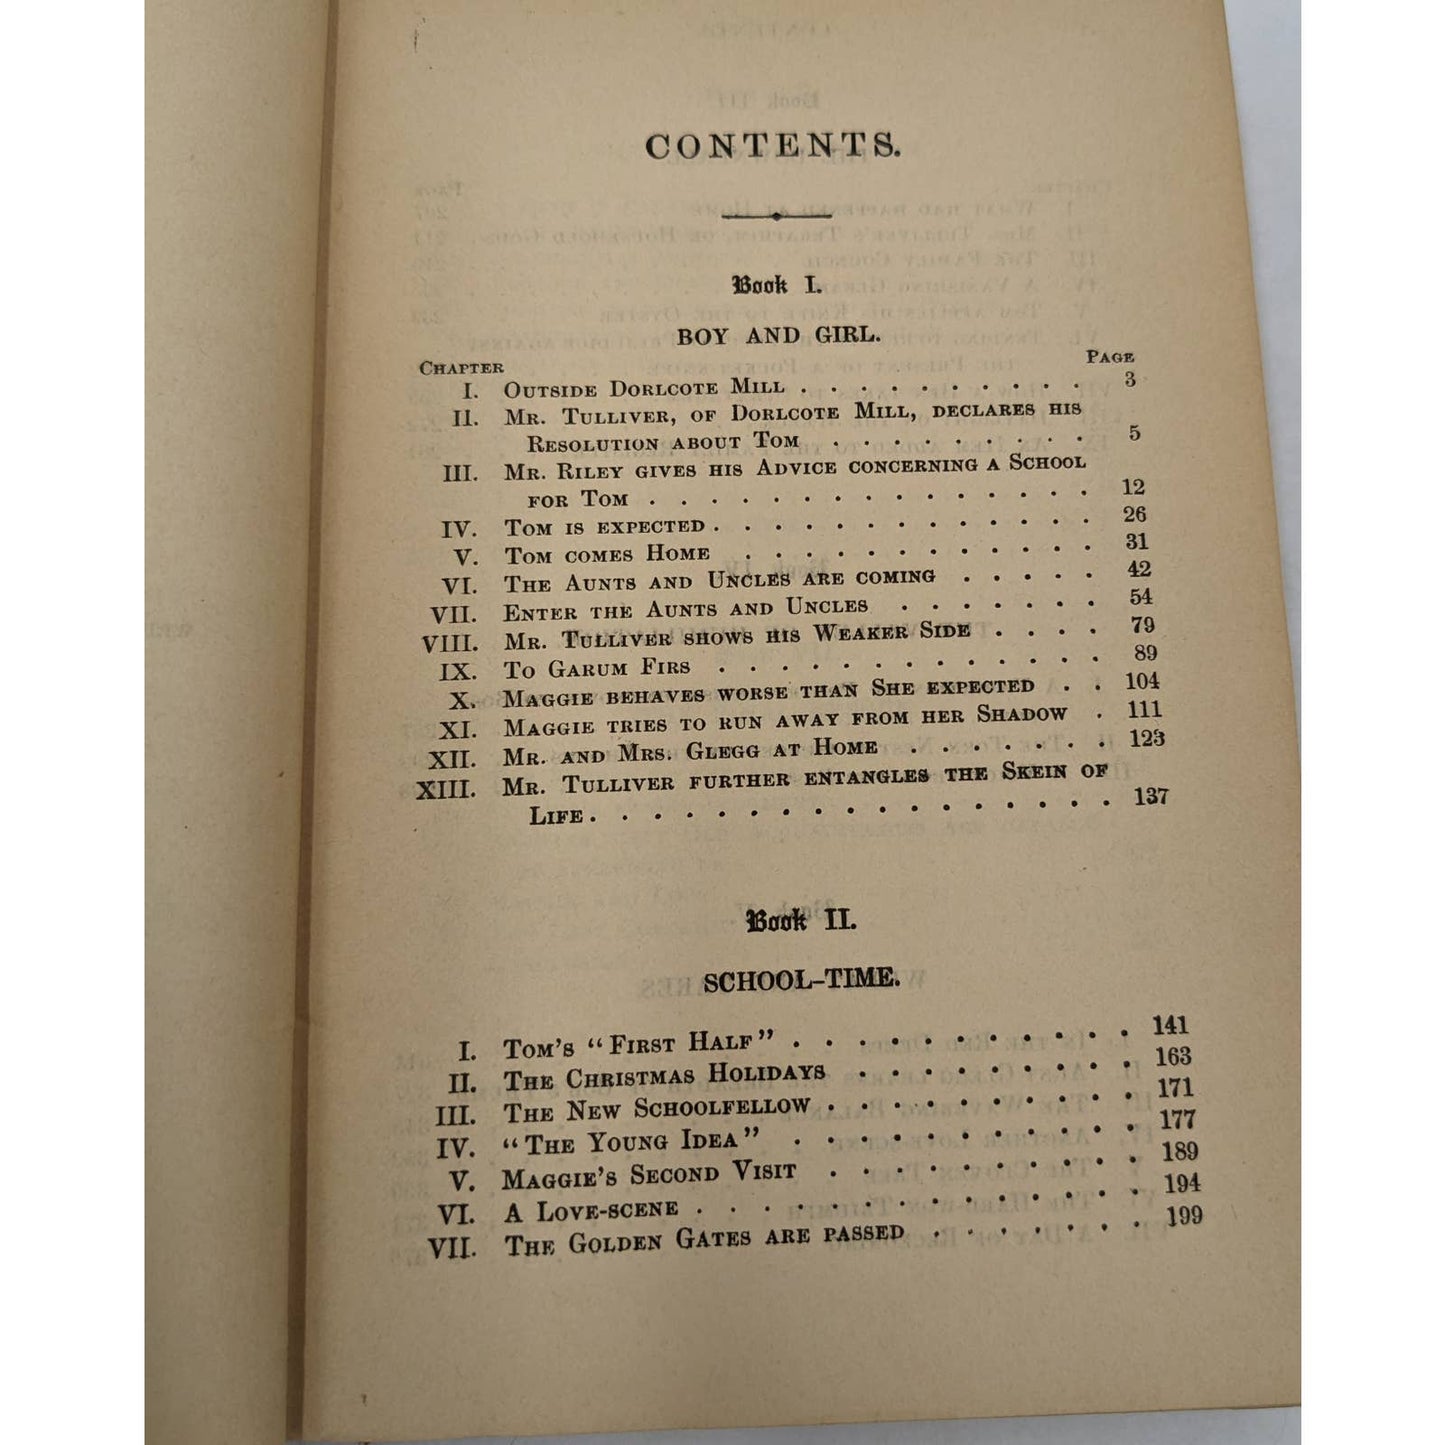 CONTENTS.
Book I.
BOY AND GIRL.
CHAPTER PAGE
I. OUTSIDE DORLCOTE MILL . . . . . . . . . . 3
II. MR. TULLIVER, OF DORLCOTE MILL, DECLARES HIS
RESOLUTION ABOUT TOM . . . . . . . . . 5
III. MR. RILEY GIVES HIS ADVICE CONCERNING A SCHOOL
FOR TOM . . . . . . . . . . . . . . . 12
IV. TOM IS EXPECTED . . . . . . . . . . . . . 26
V. TOM COMES HOME . . . . . . . . . . . . 31
VI. THE AUNTS AND UNCLES ARE COMING . . . . . 42
VII. ENTER THE AUNTS AND UNCLES . . . . . . . 54
VIII. MR. TULLIVER SHOWS HIS WEAKER SIDE . . . . 79
IX. TO GARUM FIRS . . . . . . . . . . . . . 89
X. MAGGIE BEHAVES WORSE THAN SHE EXPECTED . . 104
XI. MAGGIE TRIES TO RUN AWAY FROM HER SHADOW . 111
XII. MR. AND MRS. GLEGG AT HOME . . . . . . . 123
XIII. MR. TULLIVER FURTHER ENTANGLES THE SKEIN OF
LIFE . . . . . . . . . . . . . . . . . 137
Book II.
SCHOOL-TIME.
I. TOM'S "FIRST HALF" . . . . . . . . . . . 141
II. THE CHRISTMAS HOLIDAYS . . . . . . . . . 163
III. THE NEW SCHOOLFELLOW . . . . . . . . . . 171
IV. "THE YOUNG IDEA" . . . . . . . . . . . 177
V. MAGGIE'S SECOND VISIT . . . . . . . . . . 189
VI. A LOVE-SCENE . . . . . . . . . . . . . . 194
VII. THE GOLDEN GATES ARE PASSED . . . . . . . 199